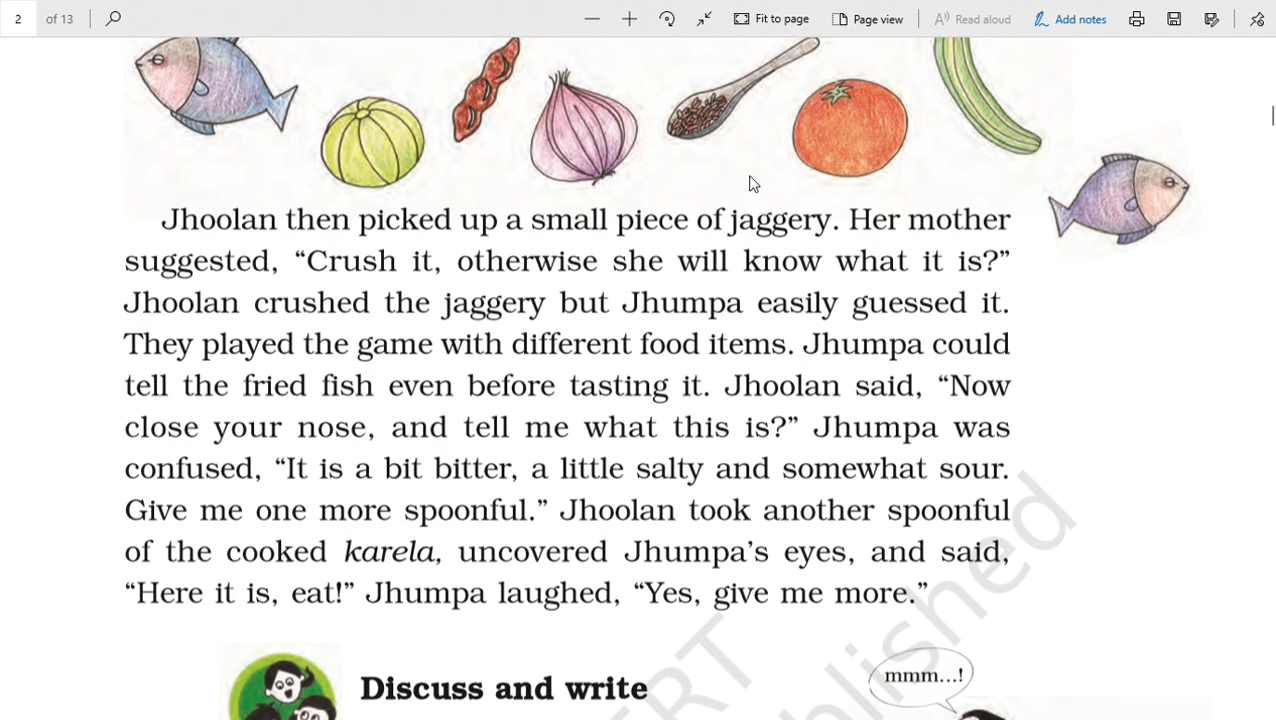 2 of 13 Fit to page Page view Read aloud Add notes
Jhoolan then picked up a small piece of jaggery. Her mother
suggested, “Crush it, otherwise she will know what it is?”
Jhoolan crushed the jaggery but Jhumpa easily guessed it.
They played the game with different food items. Jhumpa could
tell the fried fish even before tasting it. Jhoolan said, “Now
close your nose, and tell me what this is?” Jhumpa was
confused, “It is a bit bitter, a little salty and somewhat sour.
Give me one more spoonful.” Jhoolan took another spoonful
of the cooked karela, uncovered Jhumpa’s eyes, and said,
“Here it is, eat!” Jhumpa laughed, “Yes, give me more.”
Discuss and write
mmm...!